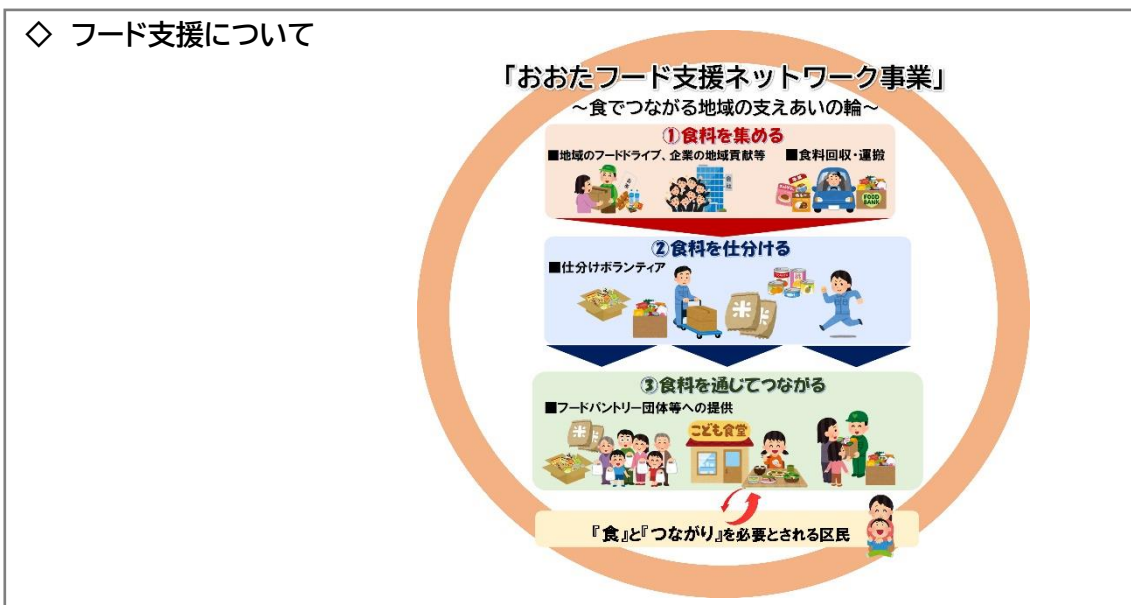 ◇ フード支援について
「おおたフード支援ネットワーク事業」
～食でつながる地域の支えあいの輪～
①食料を集める
■地域のフードドライブ、企業の地域貢献等 ■食料回収・運搬
FOOD
BANK
②食料を仕分ける
■仕分けボランティア
米
③食料を通じてつながる
■フードパントリー団体等への提供
米
こども食堂
『食』と『つながり』を必要とされる区民